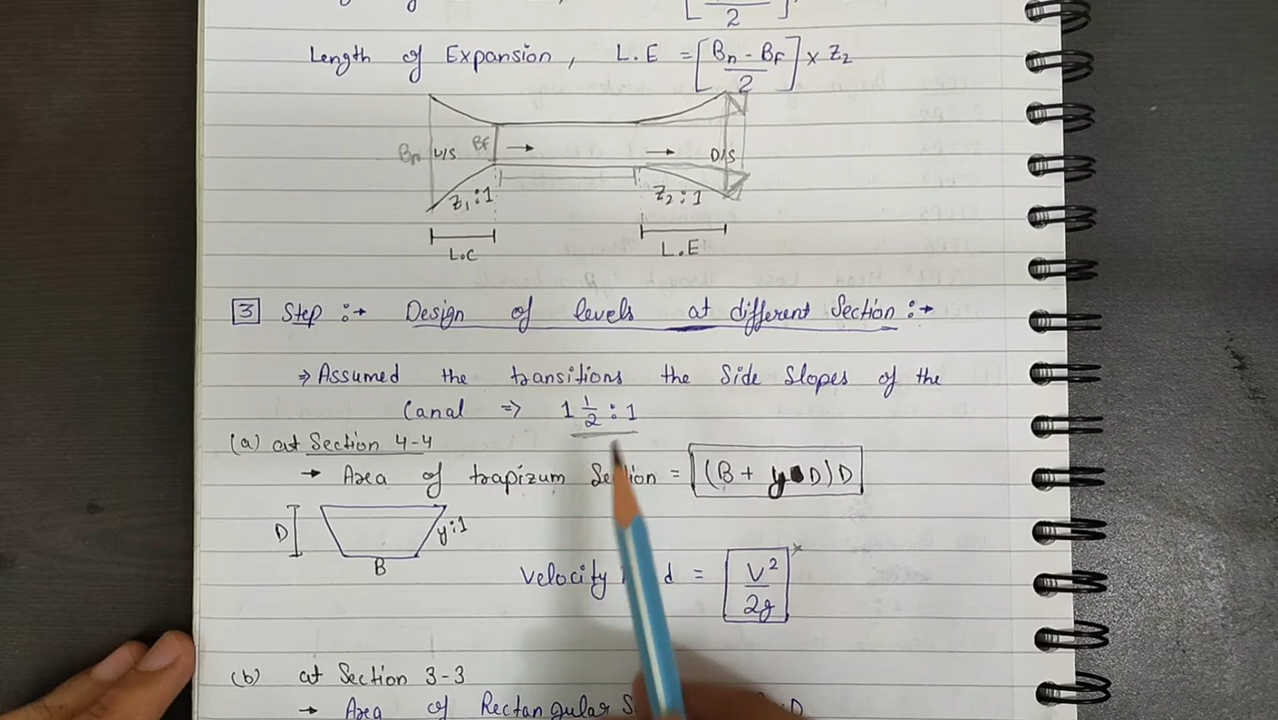 2
Length of Expansion, L.E = [Bn - BF / 2] × Z2
Bn U/S BF → → D/S
Z1 : 1 Z2 : 1
L.C L.E
3 Step :→ Design of levels at different Section :→
⇒ Assumed the transitions the Side Slopes of the
Canal ⇒ 1 1/2 : 1
(a) at Section 4-4
→ Area of trapizum Section = (B + y D) D
D y:1
B
Velocity = V²/2g
(b) at Section 3-3
→ Area of Rectangular